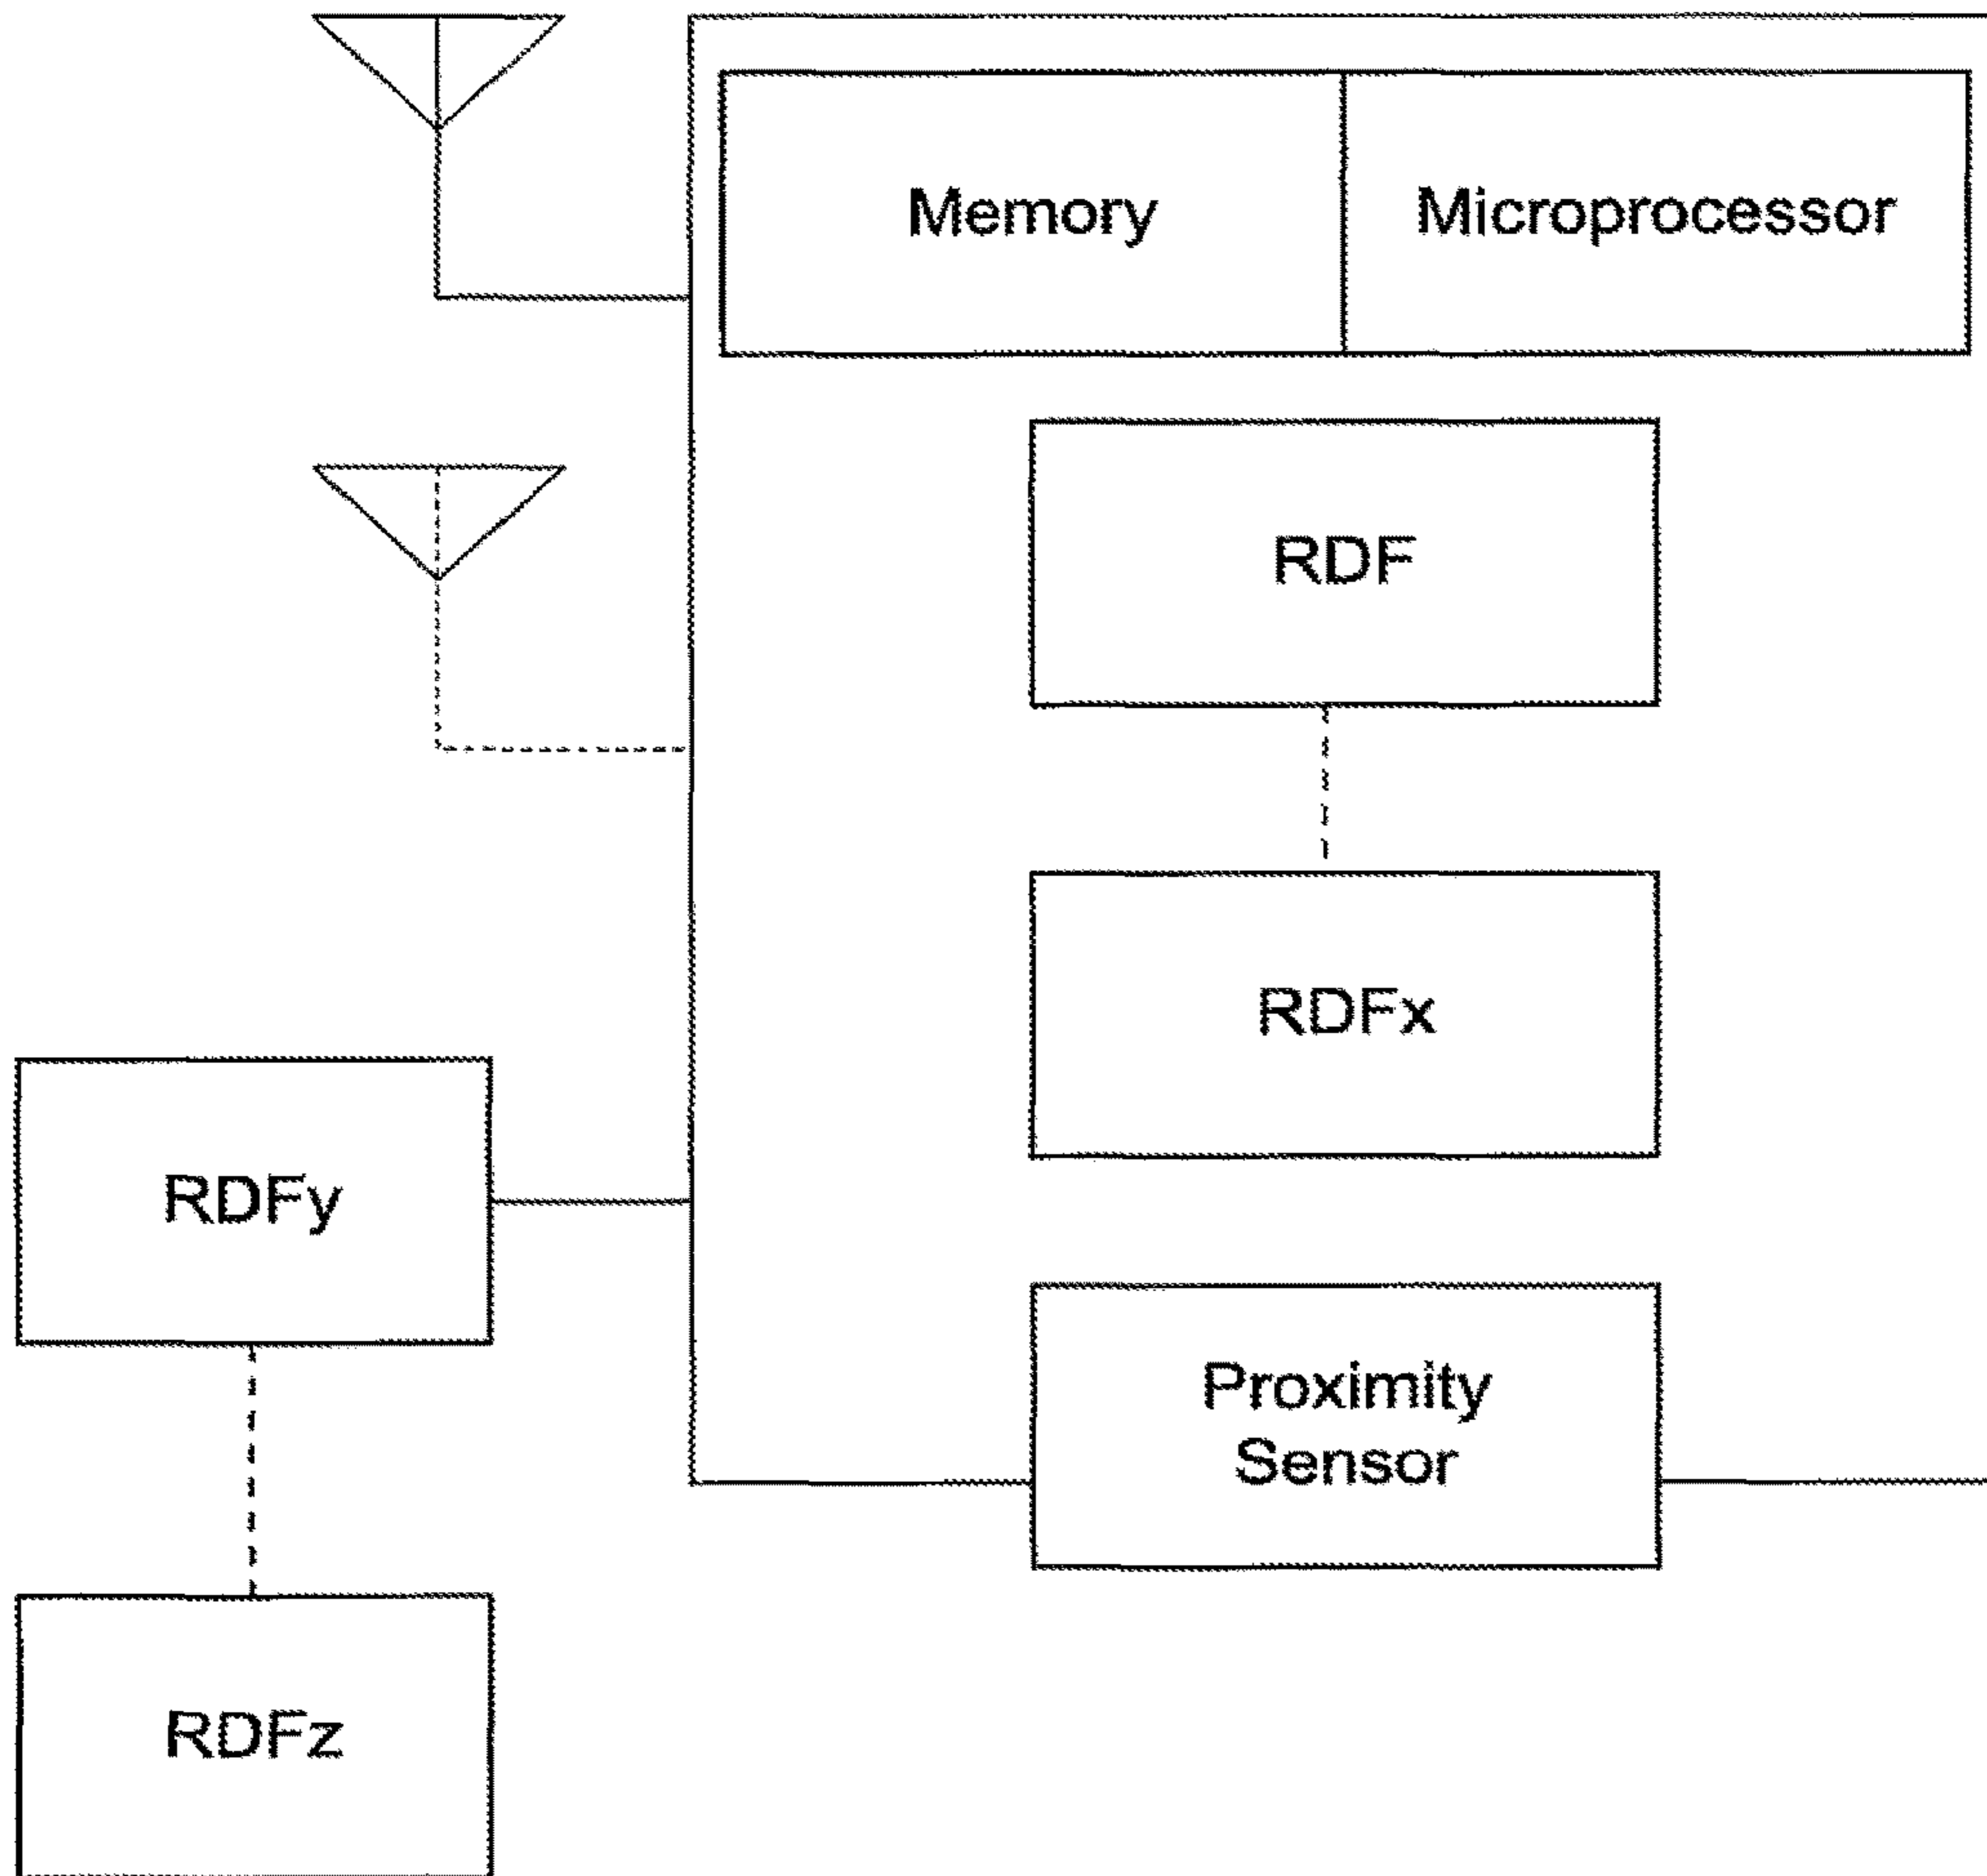 Memory
Microprocessor
RDF
RDFx
RDFy
Proximity
Sensor
RDFz